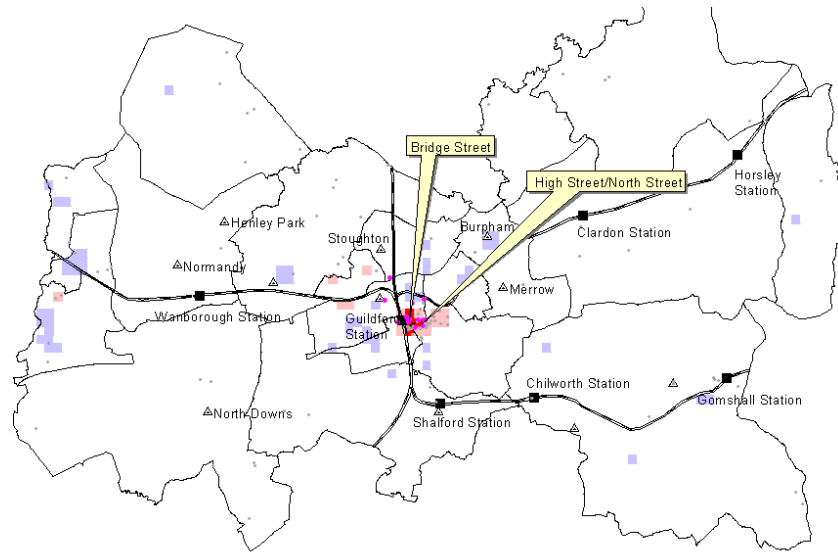 Bridge Street
High Street/North Street
Horsley
Station
Henley Park
Burpham
Clardon Station
Stoughton
Normandy
Merrow
Wanborough Station
Guildford
Station
Chilworth Station
Gomshall Station
North Downs
Shalford Station